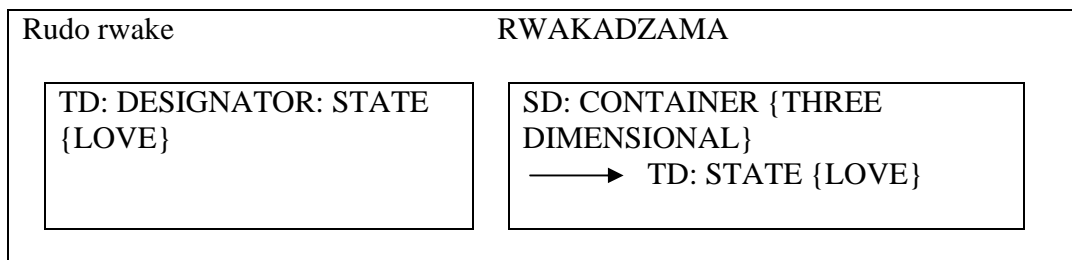 Rudo rwake RWAKADZAMA
TD: DESIGNATOR: STATE
{LOVE}
SD: CONTAINER {THREE
DIMENSIONAL}
TD: STATE {LOVE}